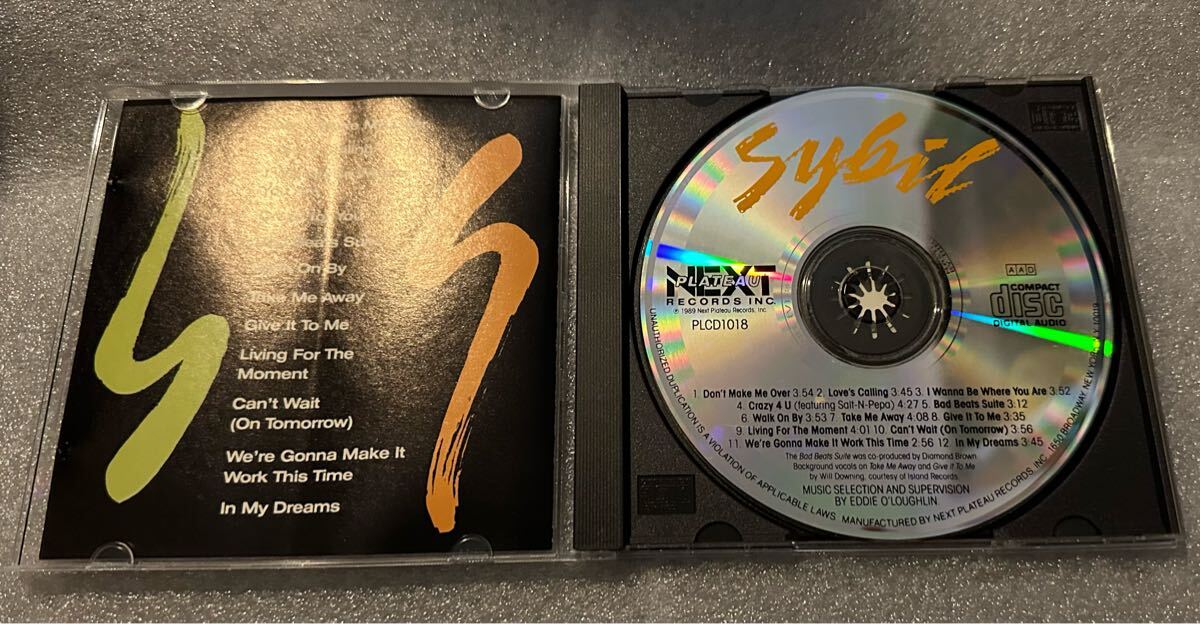 On By
Take Me Away
Give It To Me
Living For The
Moment
Can't Wait
(On Tomorrow)
We're Gonna Make It
Work This Time
In My Dreams
Sybil
NEXT
PLATEAU
RECORDS INC.
℗ 1989 Next Plateau Records, Inc.
PLCD1018
AAD
COMPACT
disc
DIGITAL AUDIO
1. Don't Make Me Over 3:54 2. Love's Calling 3:45 3. I Wanna Be Where You Are 3:52
4. Crazy 4 U (featuring Salt-N-Pepa) 4:27 5. Bad Beats Suite 3:12
6. Walk On By 3:53 7. Take Me Away 4:08 8. Give It To Me 3:35
9. Living For The Moment 4:01 10. Can't Wait (On Tomorrow) 3:56
11. We're Gonna Make It Work This Time 2:56 12. In My Dreams 3:45
The Bad Beats Suite was co-produced by Diamond Brown.
Background vocals on Take Me Away and Give It To Me
by Will Downing, courtesy of Island Records.
MUSIC SELECTION AND SUPERVISION
BY EDDIE O'LOUGHLIN.
UNAUTHORIZED DUPLICATION IS A VIOLATION OF APPLICABLE LAWS. MANUFACTURED BY NEXT PLATEAU RECORDS, INC. 1650 BROADWAY, NEW YORK, N.Y. 10019